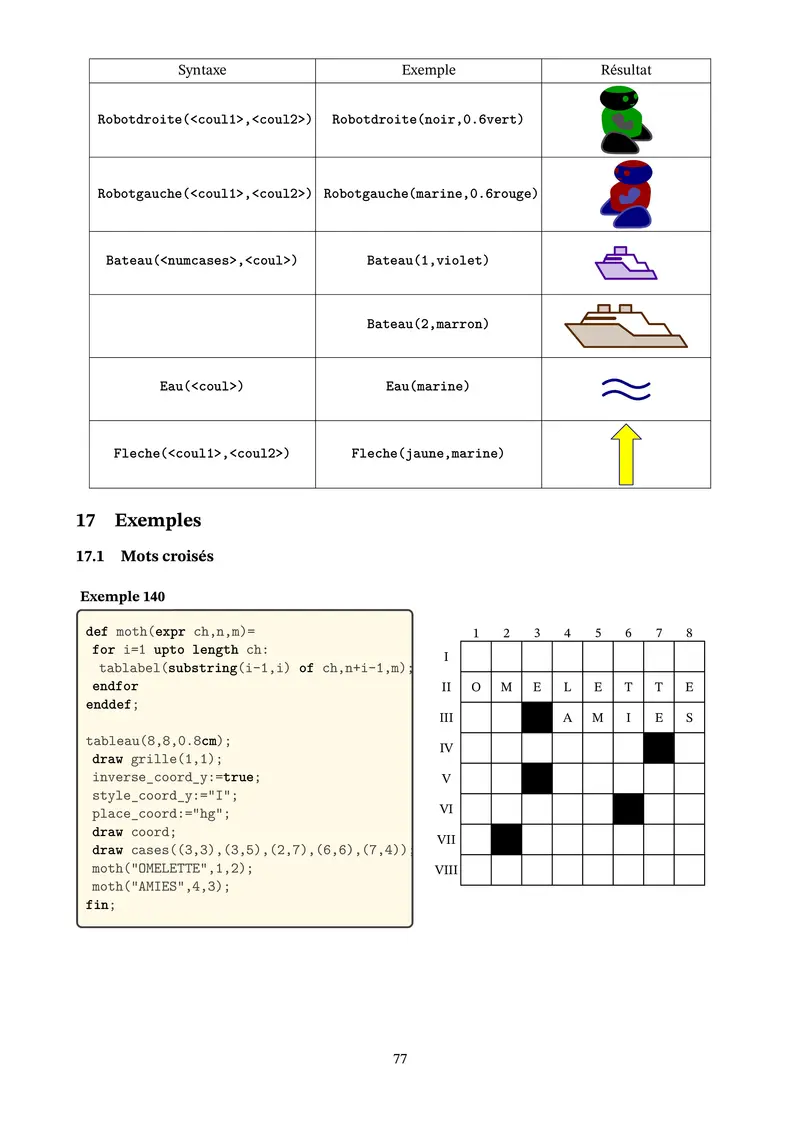 Syntaxe Exemple Résultat
Robotdroite(<coul1>,<coul2>) Robotdroite(noir,0.6vert)
Robotgauche(<coul1>,<coul2>) Robotgauche(marine,0.6rouge)
Bateau(<numcases>,<coul>) Bateau(1,violet)
Bateau(2,marron)
Eau(<coul>) Eau(marine)
Fleche(<coul1>,<coul2>) Fleche(jaune,marine)
17 Exemples
17.1 Mots croisés
Exemple 140
def moth(expr ch,n,m)=
for i=1 upto length ch:
tablabel(substring(i-1,i) of ch,n+i-1,m);
endfor
enddef;
tableau(8,8,0.8cm);
draw grille(1,1);
inverse_coord_y:=true;
style_coord_y:="I";
place_coord:="hg";
draw coord;
draw cases((3,3),(3,5),(2,7),(6,6),(7,4));
moth("OMELETTE",1,2);
moth("AMIES",4,3);
fin;
1 2 3 4 5 6 7 8
I
II O M E L E T T E
III A M I E S
IV
V
VI
VII
VIII
77